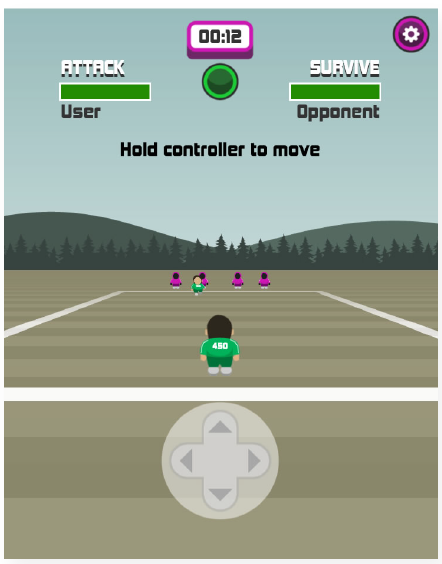 00:12
ATTACK
SURVIVE
User
Opponent
Hold controller to move
450